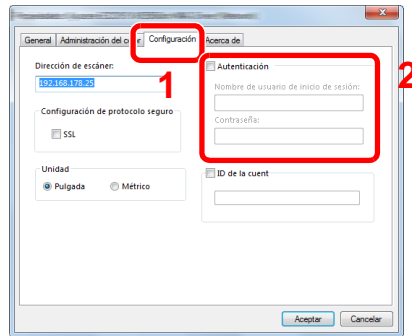 General Administración del co r Configuración Acerca de
Dirección de escáner:
192.168.178.25
1
Configuración de protocolo seguro
SSL
Unidad
Pulgada Métrico
Autenticación
Nombre de usuario de inicio de sesión:
Contraseña:
2
ID de la cuent
Aceptar Cancelar